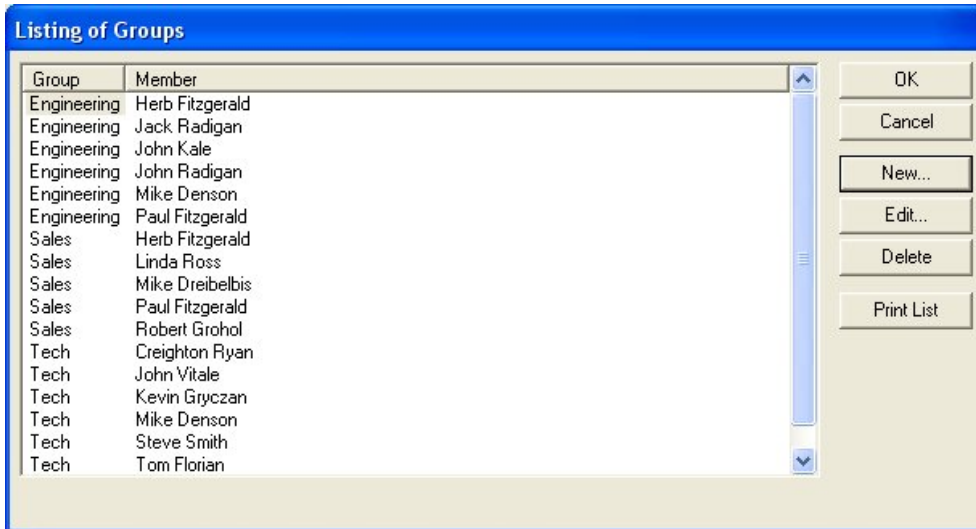 Listing of Groups
Group Member
Engineering Herb Fitzgerald
Engineering Jack Radigan
Engineering John Kale
Engineering John Radigan
Engineering Mike Denson
Engineering Paul Fitzgerald
Sales Herb Fitzgerald
Sales Linda Ross
Sales Mike Dreibelbis
Sales Paul Fitzgerald
Sales Robert Grohol
Tech Creighton Ryan
Tech John Vitale
Tech Kevin Gryczan
Tech Mike Denson
Tech Steve Smith
Tech Tom Florian
OK
Cancel
New...
Edit...
Delete
Print List